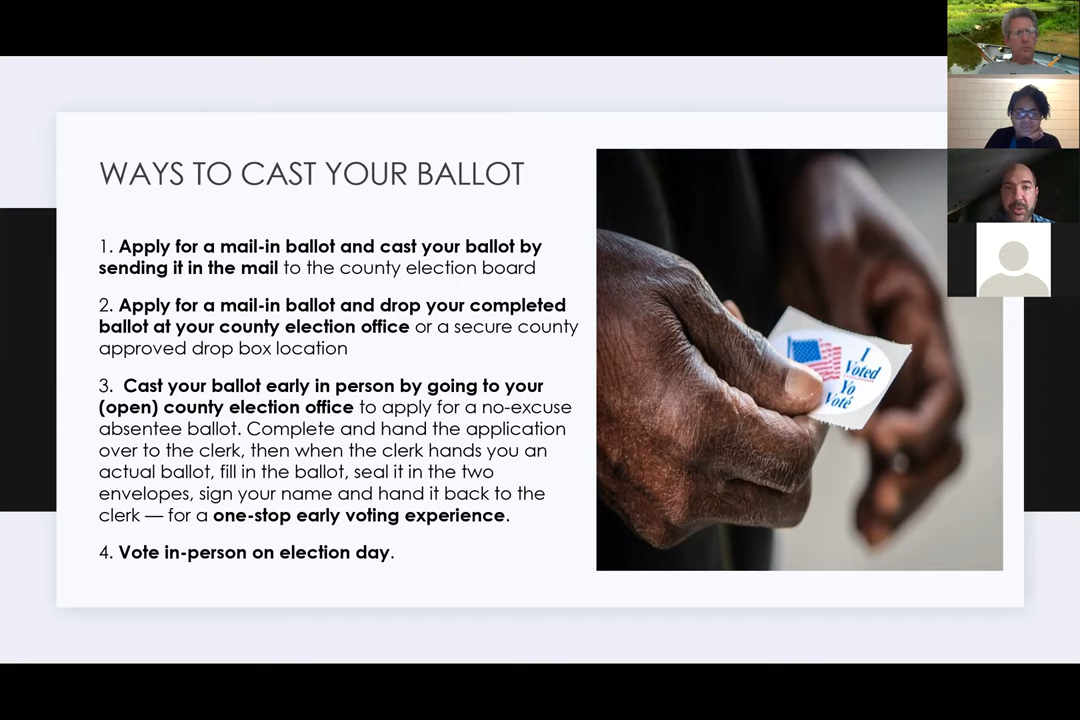 WAYS TO CAST YOUR BALLOT
1. Apply for a mail-in ballot and cast your ballot by
sending it in the mail to the county election board
2. Apply for a mail-in ballot and drop your completed
ballot at your county election office or a secure county
approved drop box location
3. Cast your ballot early in person by going to your
(open) county election office to apply for a no-excuse
absentee ballot. Complete and hand the application
over to the clerk, then when the clerk hands you an
actual ballot, fill in the ballot, seal it in the two
envelopes, sign your name and hand it back to the
clerk — for a one-stop early voting experience.
4. Vote in-person on election day.
I
Voted
Yo
Voté